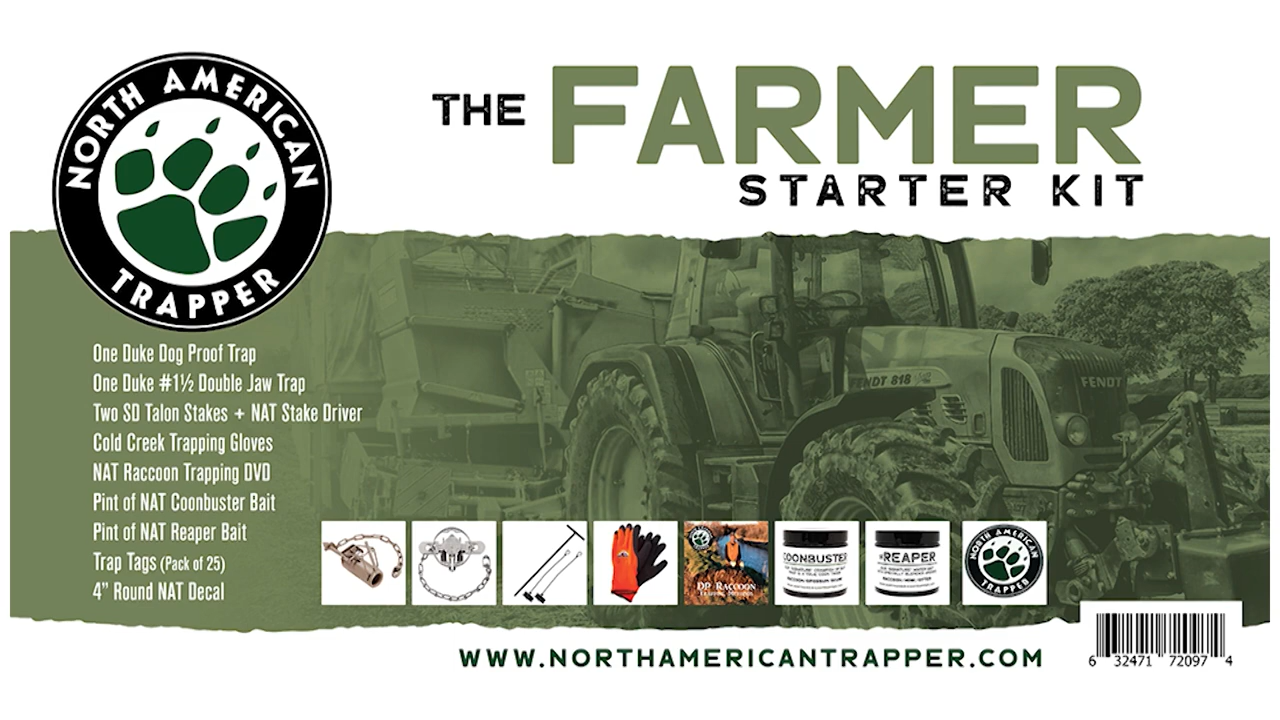 NORTH AMERICAN
TRAPPER
THE FARMER
STARTER KIT
One Duke Dog Proof Trap
One Duke #1½ Double Jaw Trap
Two SD Talon Stakes + NAT Stake Driver
Cold Creek Trapping Gloves
NAT Raccoon Trapping DVD
Pint of NAT Coonbuster Bait
Pint of NAT Reaper Bait
Trap Tags (Pack of 25)
4” Round NAT Decal
FENDT 818
FENDT
DP Raccoon
COONBUSTER
REAPER
NORTH AMERICAN
TRAPPER
WWW.NORTHAMERICANTRAPPER.COM
6 32471 72097 4